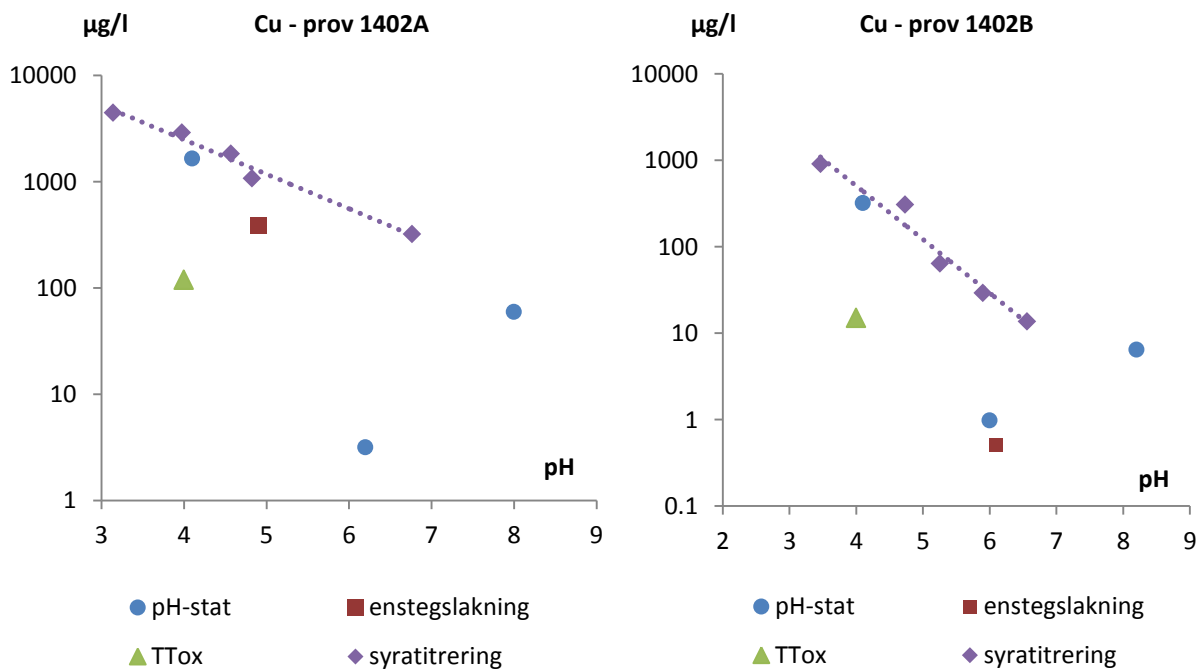 µg/l Cu - prov 1402A
10000
1000
100
10
1
pH
3 4 5 6 7 8 9
pH-stat enstegslakning
TTox syratitrering
µg/l Cu - prov 1402B
10000
1000
100
10
1
0.1
pH
2 3 4 5 6 7 8 9
pH-stat enstegslakning
TTox syratitrering